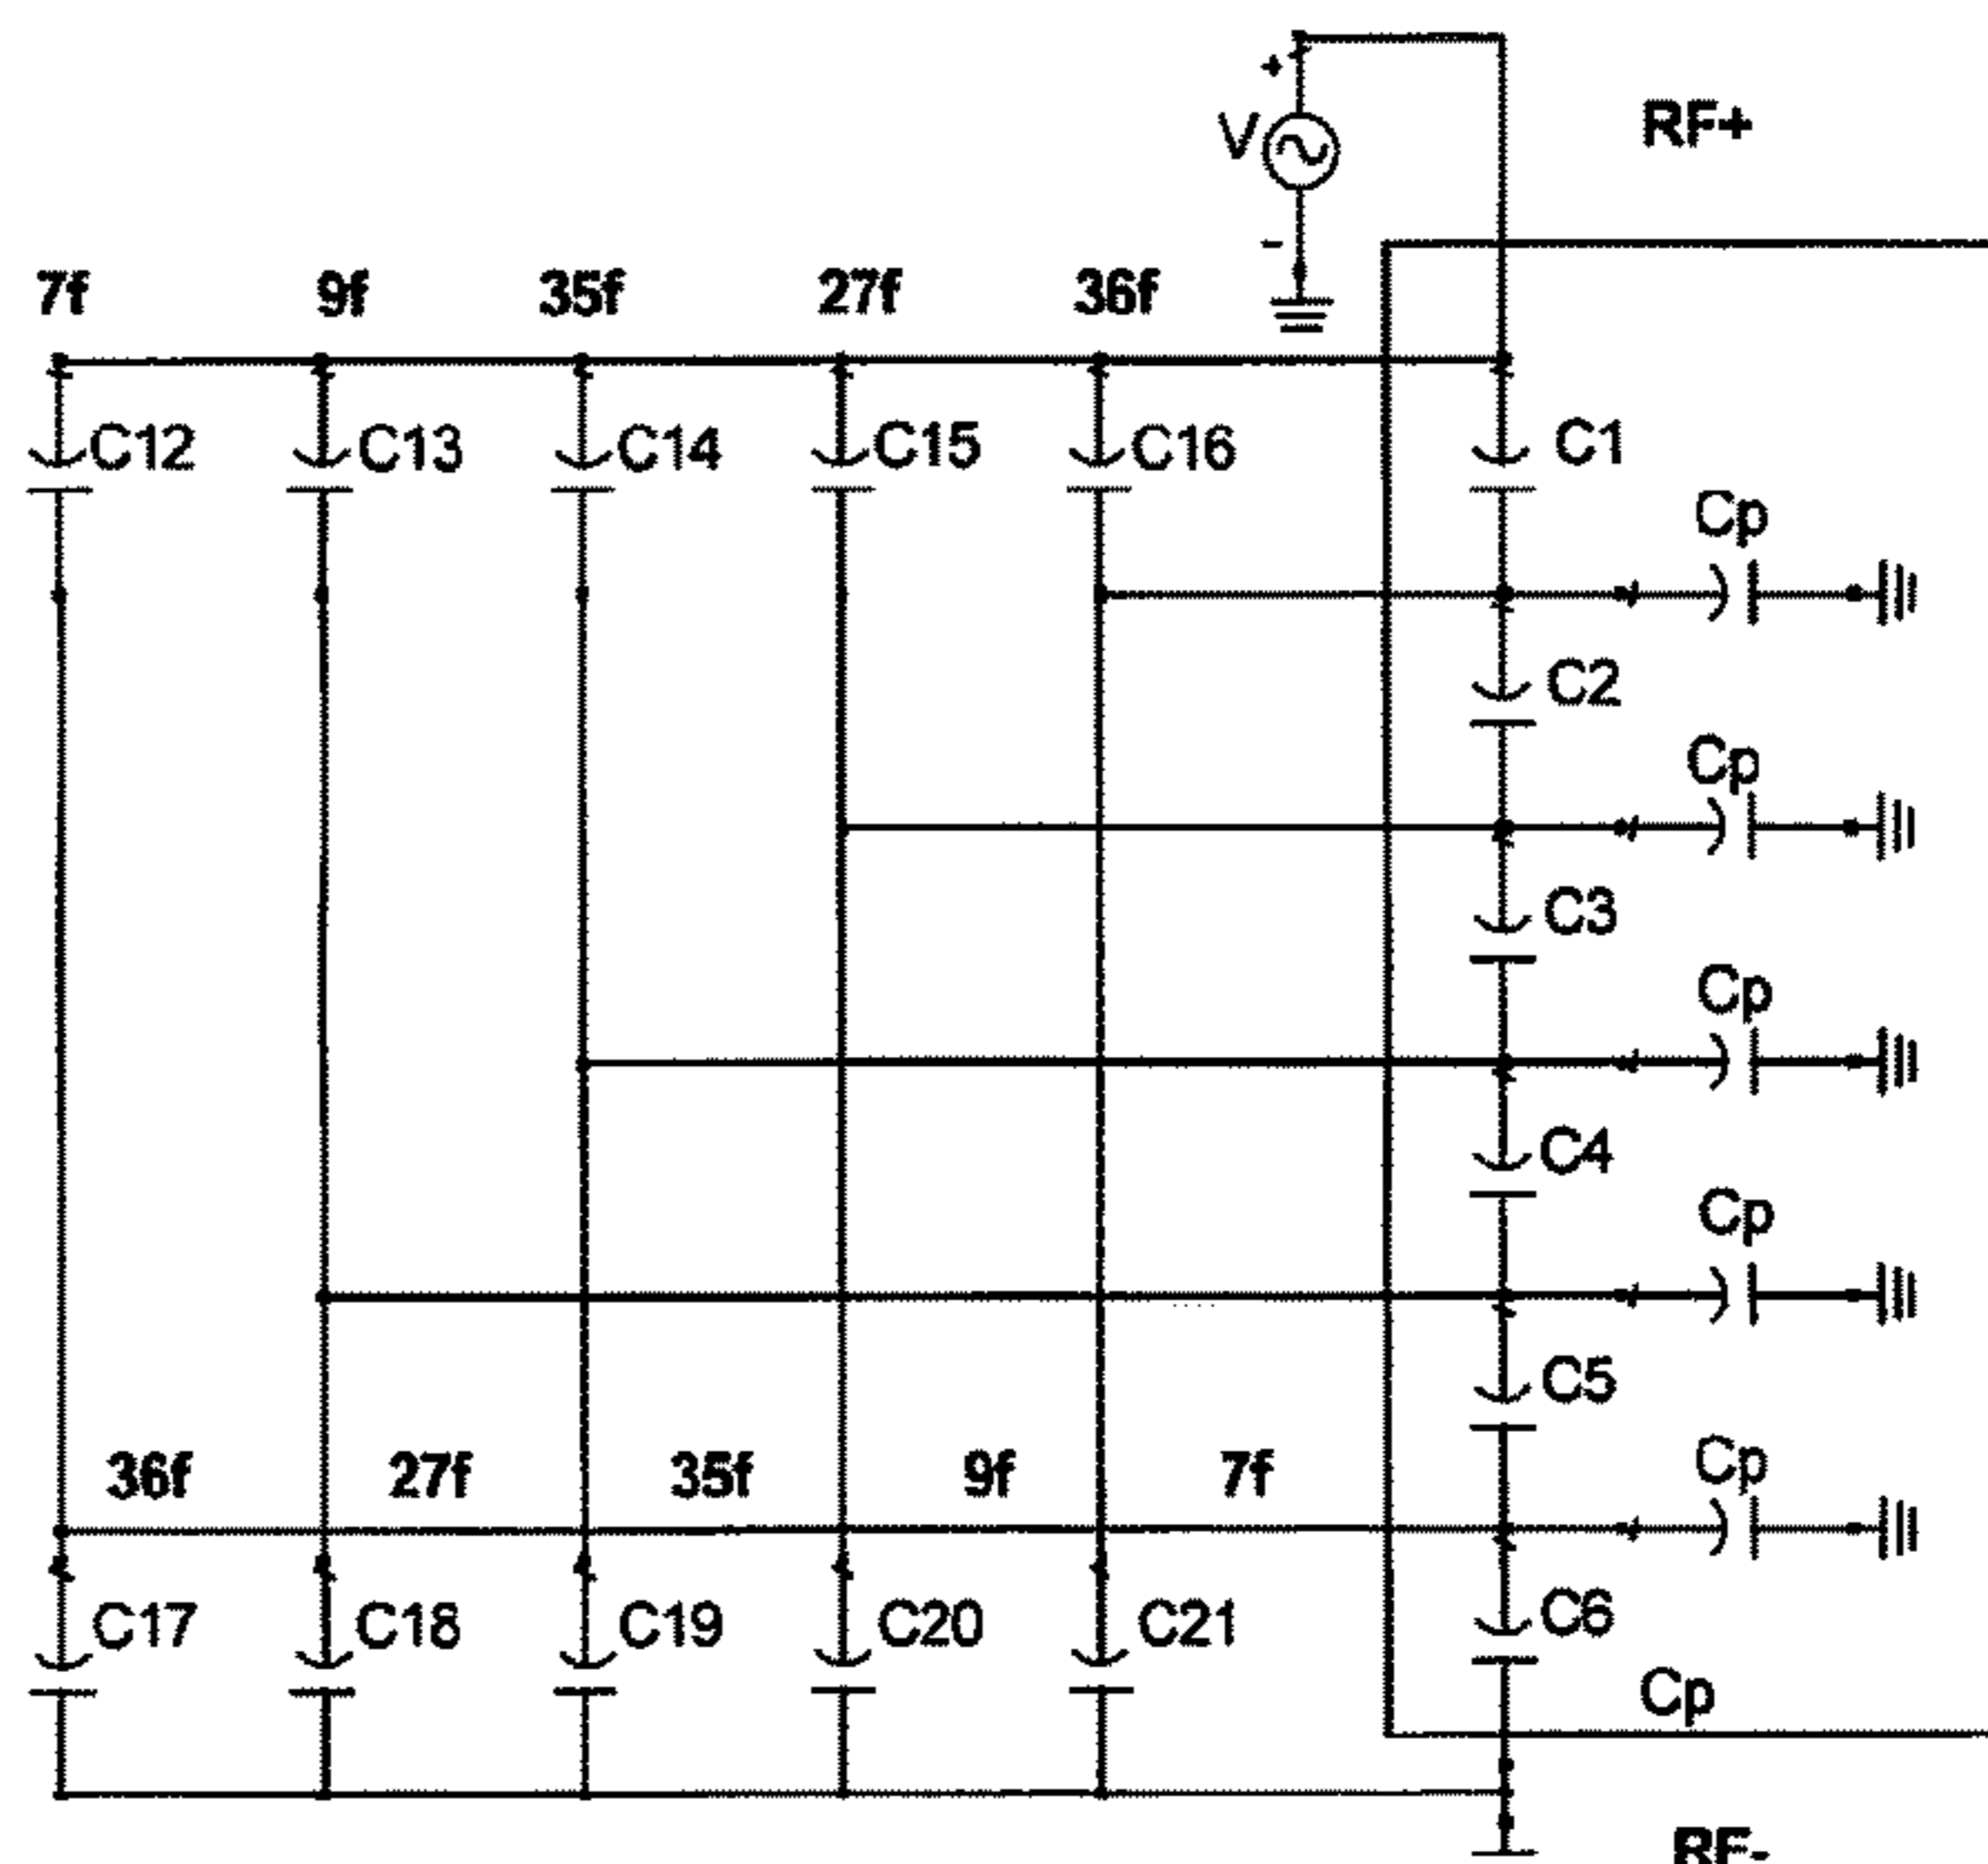 +
V
-
RF+
7f 9f 35f 27f 36f
C12 C13 C14 C15 C16 C1
Cp
C2
Cp
C3
Cp
C4
Cp
C5
Cp
36f 27f 35f 9f 7f
C17 C18 C19 C20 C21 C6
Cp
RF-